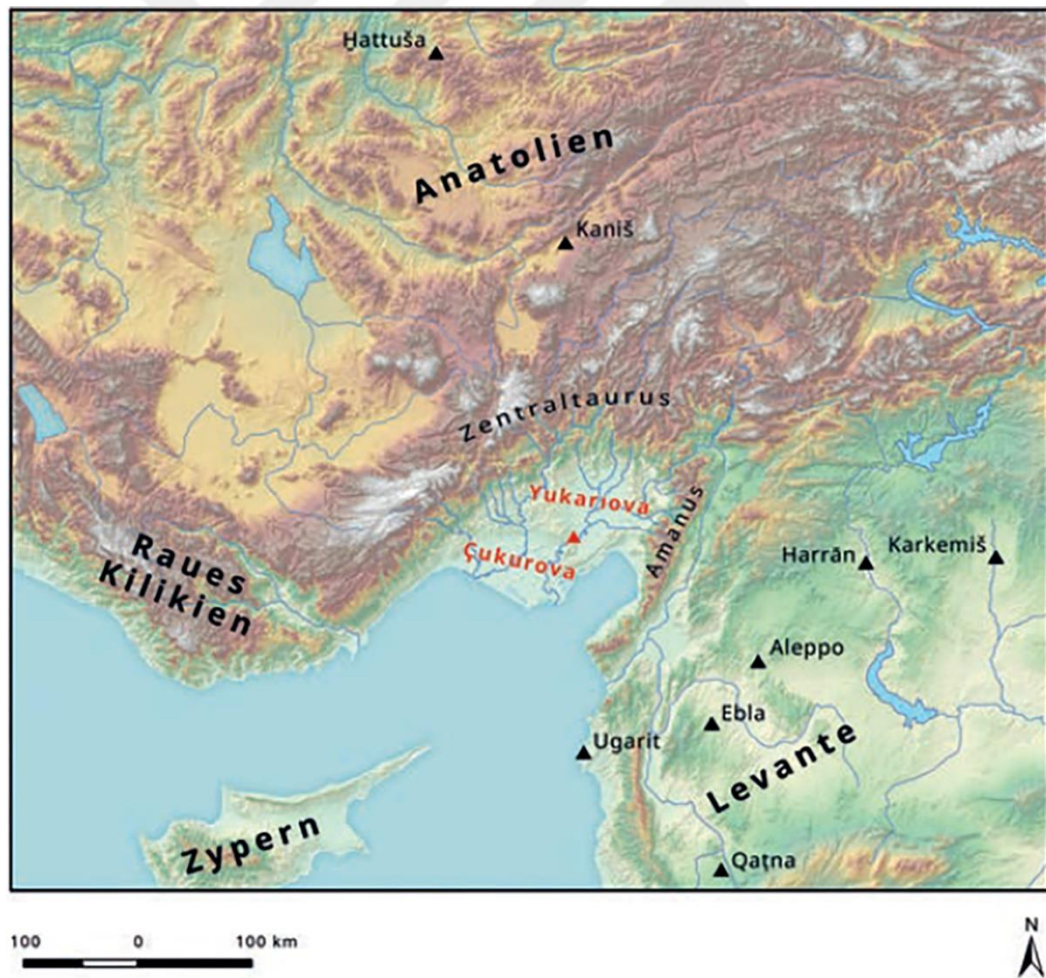 Ḫattuša
Anatolien
Kaniš
Zentraltaurus
Yukarıova
Amanus
Çukurova
Raues
Kilikien
Harrān
Karkemiš
Aleppo
Ebla
Ugarit
Levante
Zypern
Qaṭna
100 0 100 km
N